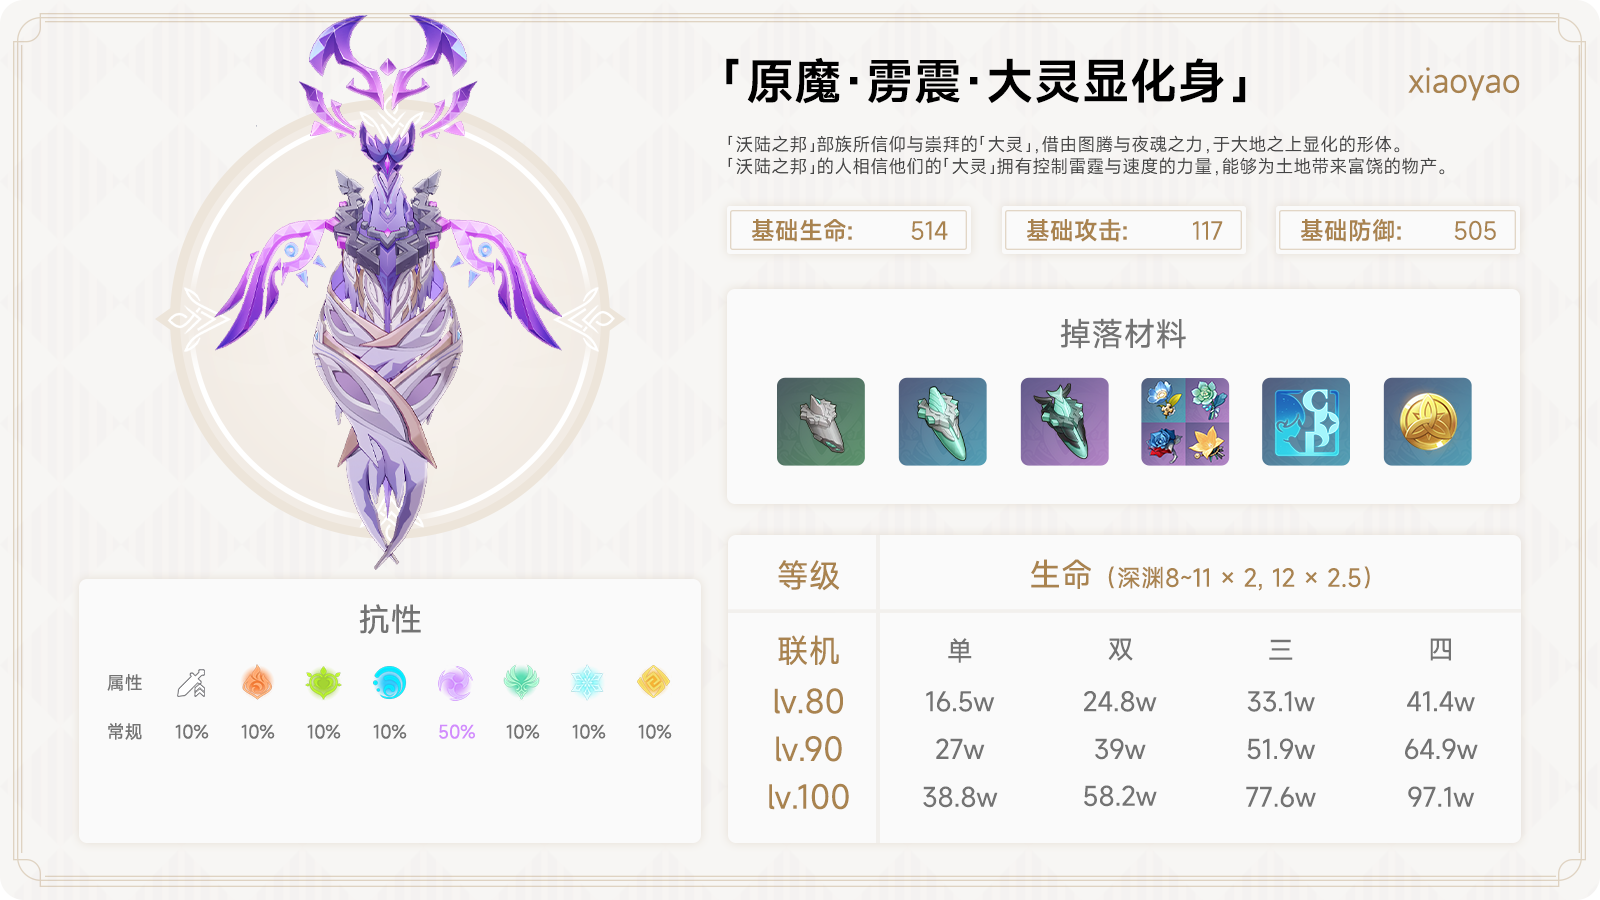 「原魔·雳震·大灵显化身」
xiaoyao
「沃陆之邦」部族所信仰与崇拜的「大灵」,借由图腾与夜魂之力,于大地之上显化的形体。
「沃陆之邦」的人相信他们的「大灵」拥有控制雷霆与速度的力量,能够为土地带来富饶的物产。
基础生命: 514
基础攻击: 117
基础防御: 505
掉落材料
抗性
属性
常规 10% 10% 10% 10% 50% 10% 10% 10%
等级 生命（深渊8~11 × 2, 12 × 2.5）
联机 单 双 三 四
lv.80 16.5w 24.8w 33.1w 41.4w
lv.90 27w 39w 51.9w 64.9w
lv.100 38.8w 58.2w 77.6w 97.1w